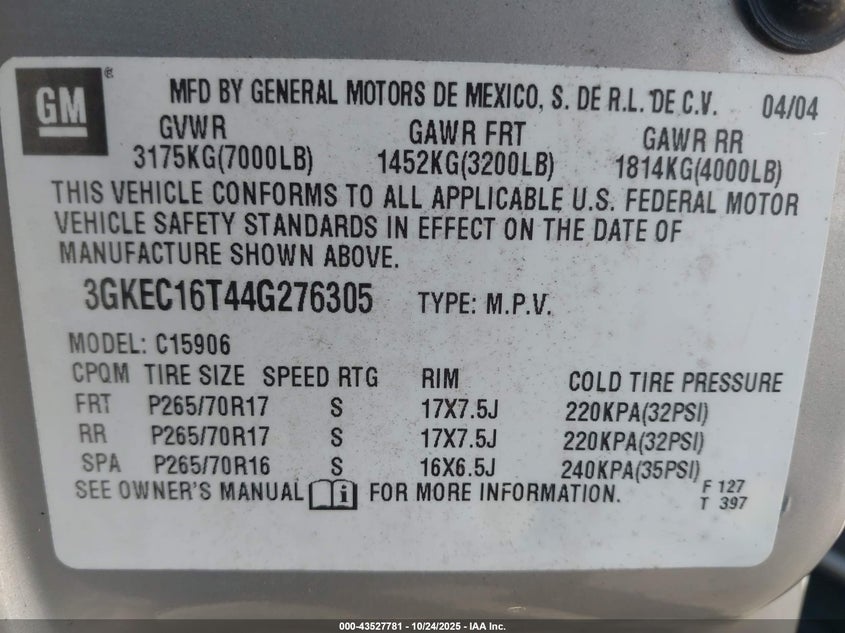 GM ® MFD BY GENERAL MOTORS DE MEXICO, S. DE R.L. DE C.V. 04/04
GVWR GAWR FRT GAWR RR
3175KG(7000LB) 1452KG(3200LB) 1814KG(4000LB)
THIS VEHICLE CONFORMS TO ALL APPLICABLE U.S. FEDERAL MOTOR
VEHICLE SAFETY STANDARDS IN EFFECT ON THE DATE OF
MANUFACTURE SHOWN ABOVE.
3GKEC16T44G276305 TYPE: M.P.V.
MODEL: C15906
CPQM TIRE SIZE SPEED RTG RIM COLD TIRE PRESSURE
FRT P265/70R17 S 17X7.5J 220KPA(32PSI)
RR P265/70R17 S 17X7.5J 220KPA(32PSI)
SPA P265/70R16 S 16X6.5J 240KPA(35PSI)
SEE OWNER'S MANUAL i FOR MORE INFORMATION. F 127
T 397
000-43527781 - 10/24/2025 - IAA Inc.